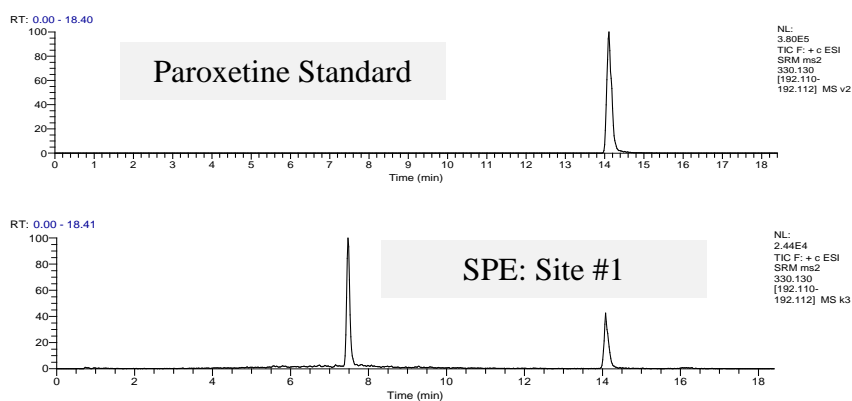 RT: 0.00 - 18.40
NL:
3.80E5
TIC F: + c ESI
SRM ms2
330.130
[192.110-
192.112] MS v2
Paroxetine Standard
100
80
60
40
20
0
0 1 2 3 4 5 6 7 8 9 10 11 12 13 14 15 16 17 18
Time (min)
RT: 0.00 - 18.41
NL:
2.44E4
TIC F: + c ESI
SRM ms2
330.130
[192.110-
192.112] MS k3
SPE: Site #1
100
80
60
40
20
0
0 2 4 6 8 10 12 14 16
Time (min)